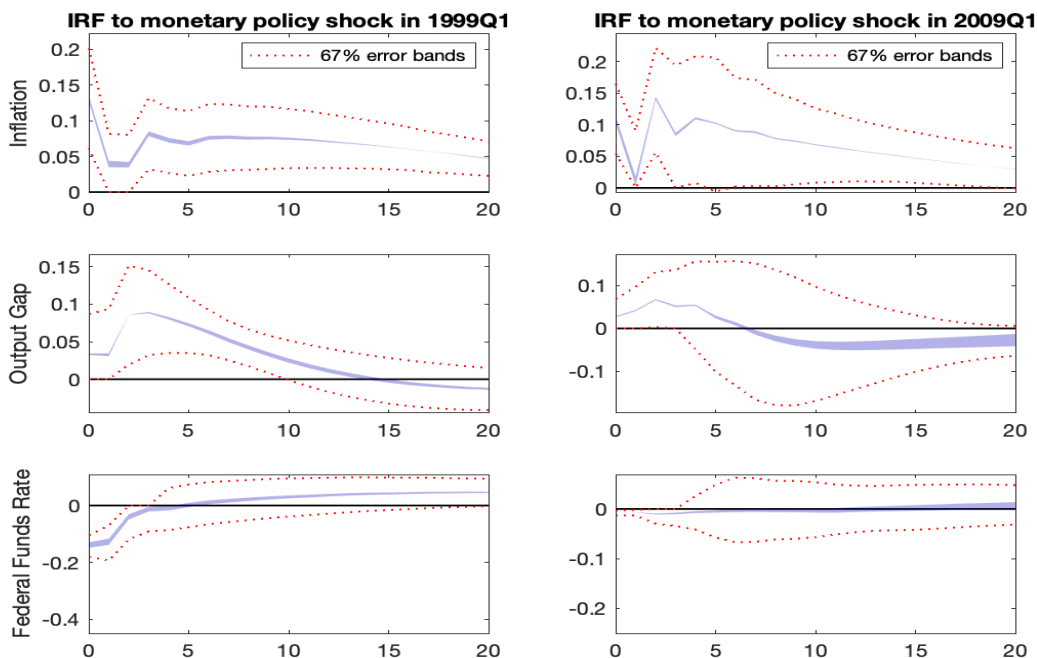 IRF to monetary policy shock in 1999Q1
IRF to monetary policy shock in 2009Q1
Inflation
0.2
0.15
0.1
0.05
0
67% error bands
0 5 10 15 20
0.2
0.15
0.1
0.05
0
67% error bands
0 5 10 15 20
Output Gap
0.15
0.1
0.05
0
0 5 10 15 20
0.1
0
-0.1
0 5 10 15 20
Federal Funds Rate
0
-0.2
-0.4
0 5 10 15 20
0
-0.1
-0.2
0 5 10 15 20